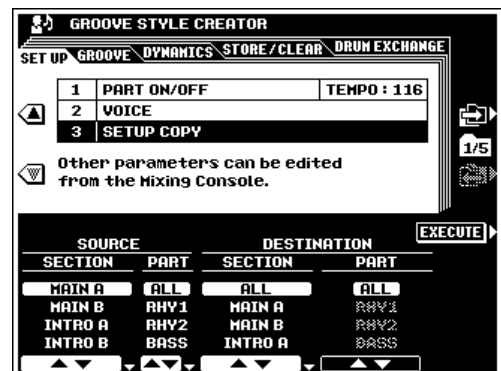 GROOVE STYLE CREATOR
SET UP GROOVE DYNAMICS STORE/CLEAR DRUM EXCHANGE
1 PART ON/OFF TEMPO : 116
2 VOICE
3 SETUP COPY
1/5
Other parameters can be edited
from the Mixing Console.
EXECUTE
SOURCE DESTINATION
SECTION PART SECTION PART
MAIN A ALL ALL ALL
MAIN B RHY1 MAIN A RHY1
INTRO A RHY2 MAIN B RHY2
INTRO B BASS INTRO A BASS